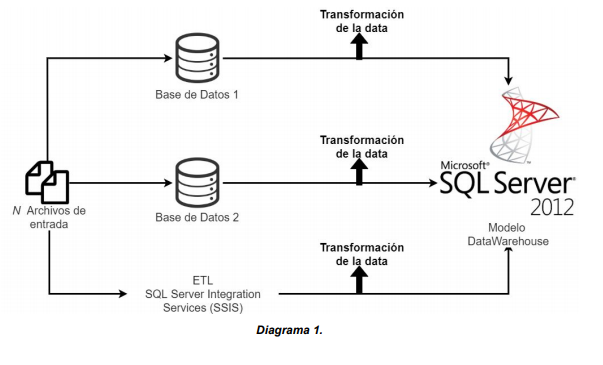 Transformación
de la data
Base de Datos 1
Transformación
de la data
Microsoft®
SQL Server®
2012
N Archivos de
entrada
Base de Datos 2
Modelo
DataWarehouse
Transformación
de la data
ETL
SQL Server Integration
Services (SSIS)
Diagrama 1.